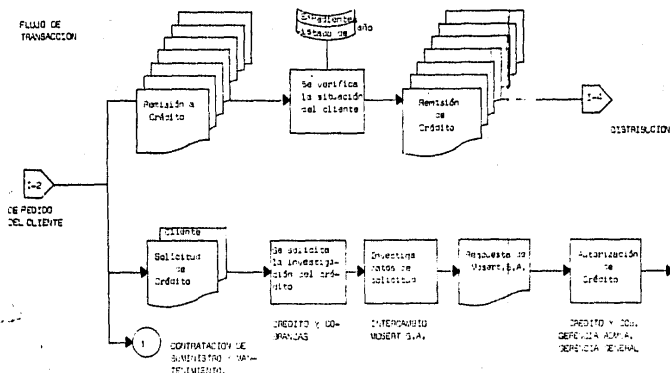 FLUJO DE
TRANSACCION
Expedientes
Listado de año
Remisión a
Crédito
Se verifica
la situación
del cliente
Remisión
de
Crédito
I-4
DISTRIBUCION
I-2
DE PEDIDO
DEL CLIENTE
Cliente
Solicitud
de
Crédito
Se solicita
la investiga-
ción del cré-
dito
Investiga
datos de
solicitud
Respuesta de
Mosert, S.A.
Autorización
de
Crédito
CREDITO Y CO-
BRANZAS
INTERCAMBIO
MOSERT S.A.
CREDITO Y COB.
GERENCIA ADMVA.
GERENCIA GENERAL
1
CONTRATACION DE
SUMINISTRO Y MAN-
TENIMIENTO.